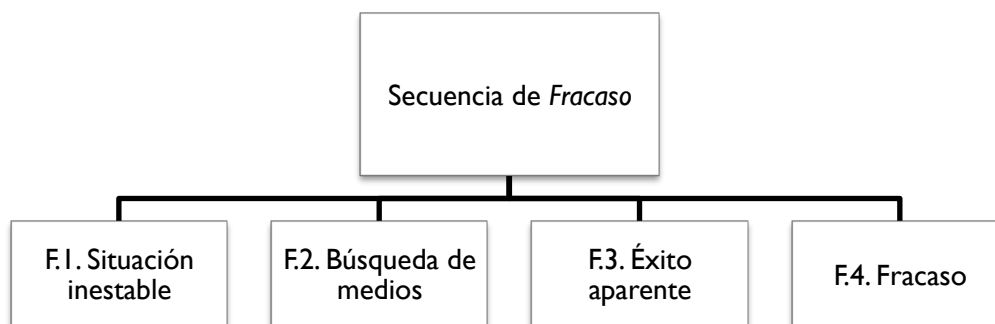 Secuencia de Fracaso
F.1. Situación
inestable
F.2. Búsqueda de
medios
F.3. Éxito
aparente
F.4. Fracaso